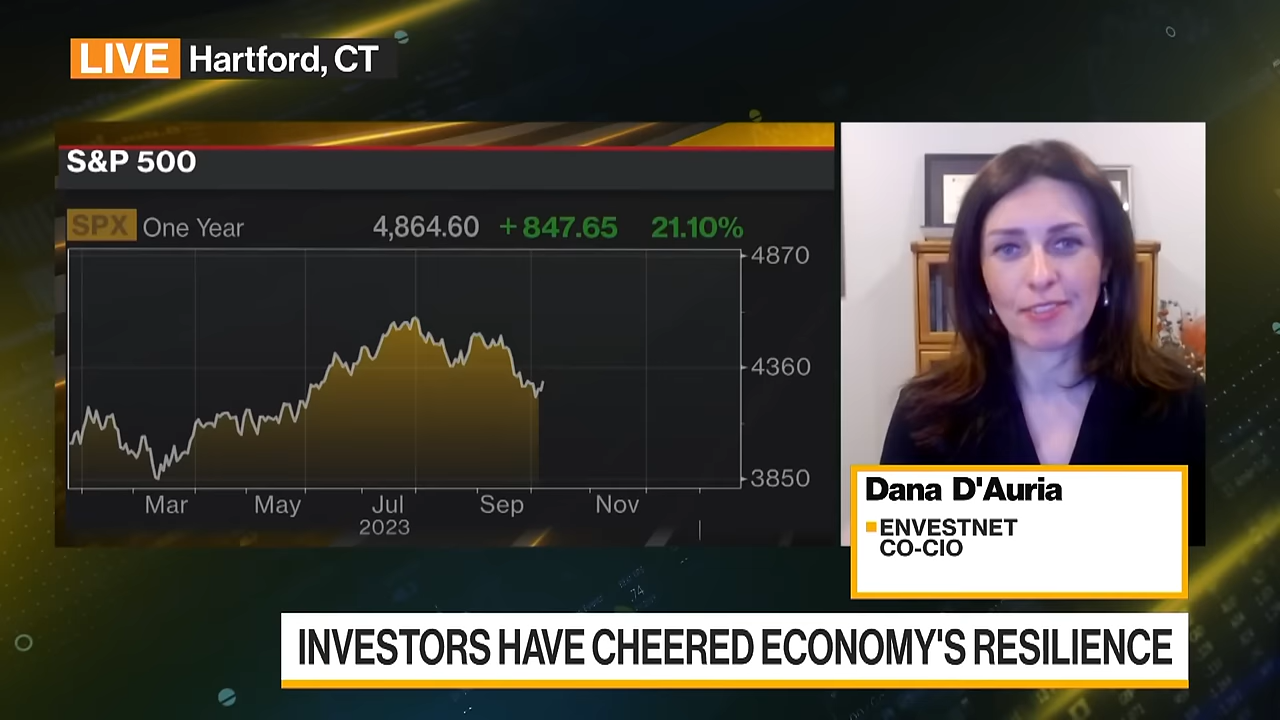 LIVE Hartford, CT
S&P 500
SPX One Year 4,864.60 +847.65 21.10%
4870
4360
3850
Mar May Jul Sep Nov
2023
Dana D'Auria
ENVESTNET
CO-CIO
.74
INVESTORS HAVE CHEERED ECONOMY'S RESILIENCE